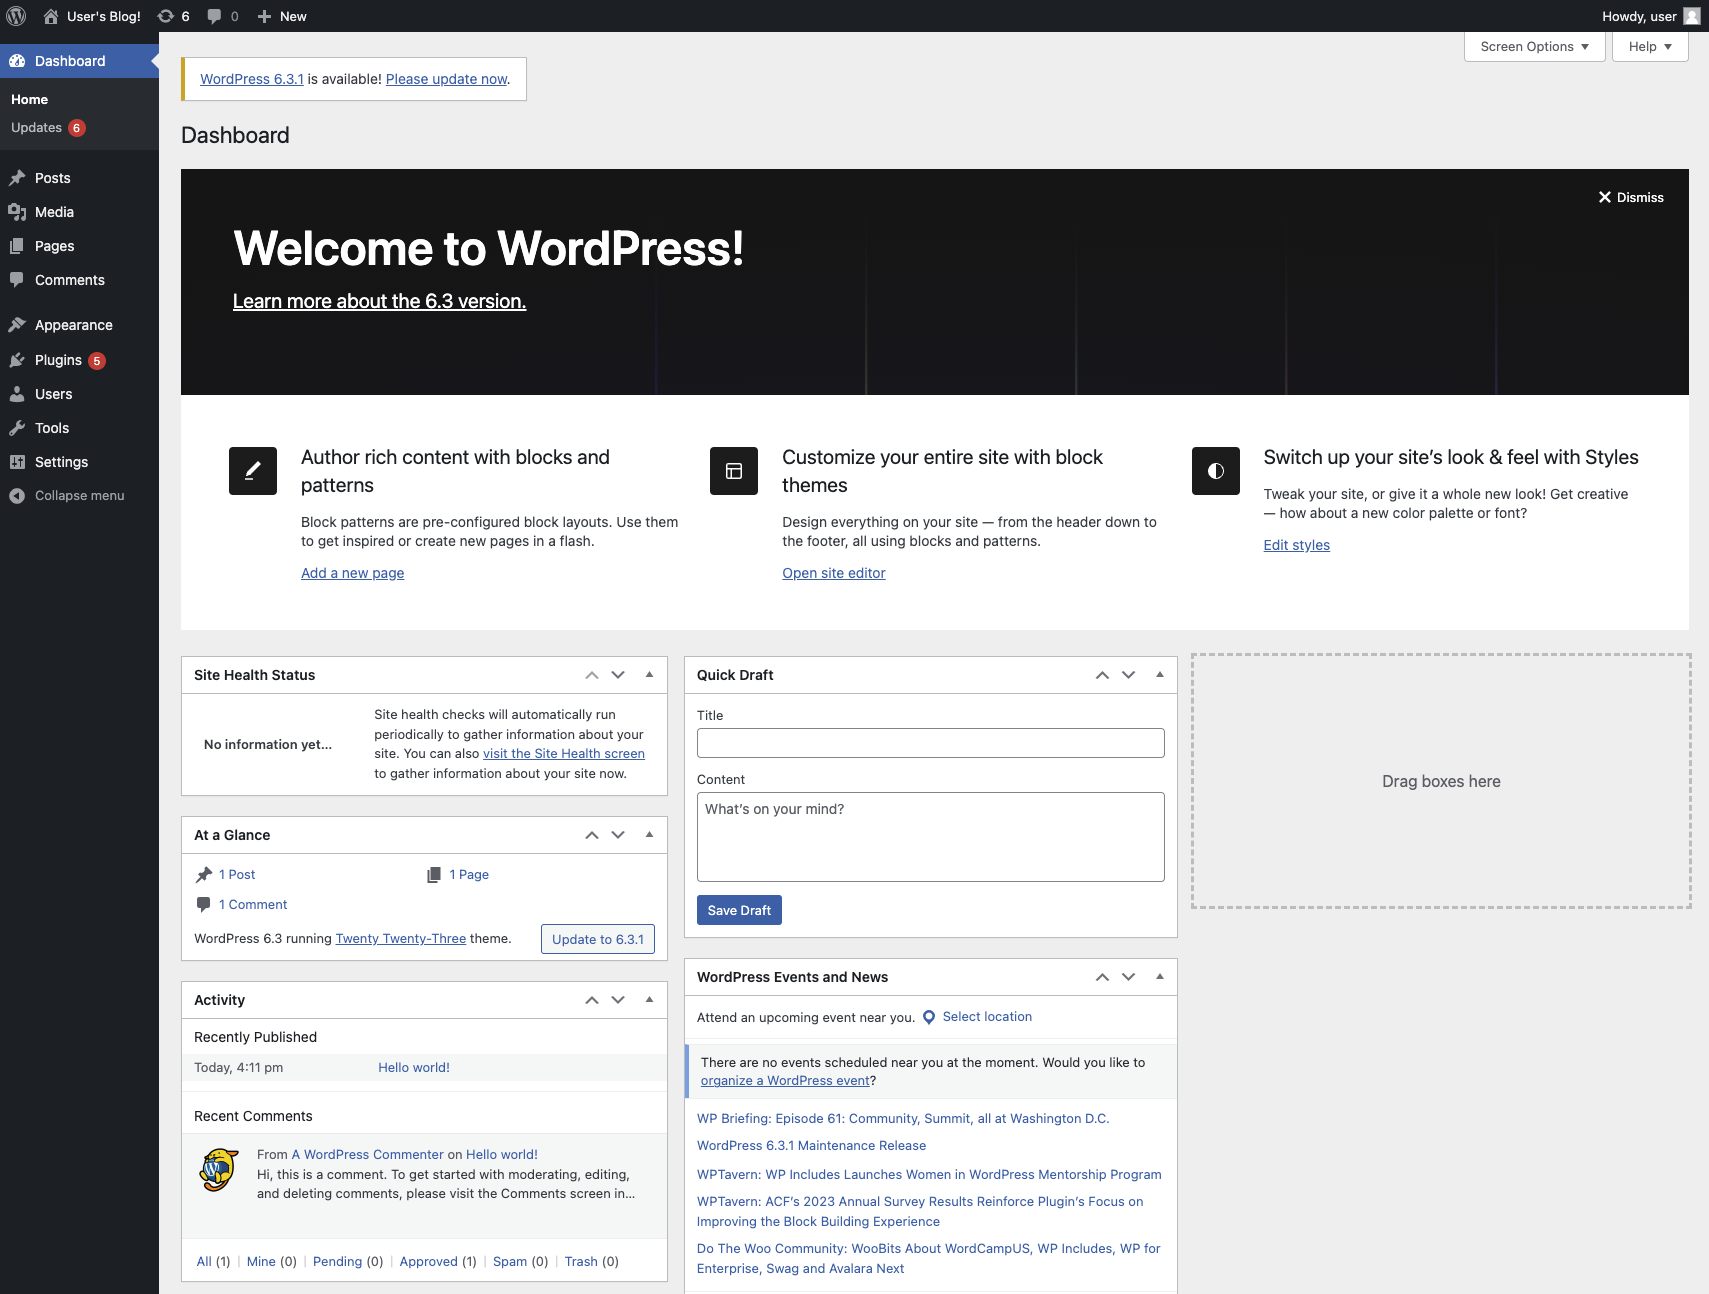 User's Blog!
6
0
New
Howdy, user
Dashboard
Home
Updates 6
Posts
Media
Pages
Comments
Appearance
Plugins 5
Users
Tools
Settings
Collapse menu
Screen Options
Help
WordPress 6.3.1 is available! Please update now.
Dashboard
Dismiss
Welcome to WordPress!
Learn more about the 6.3 version.
Author rich content with blocks and
patterns
Block patterns are pre-configured block layouts. Use them
to get inspired or create new pages in a flash.
Add a new page
Customize your entire site with block
themes
Design everything on your site — from the header down to
the footer, all using blocks and patterns.
Open site editor
Switch up your site’s look & feel with Styles
Tweak your site, or give it a whole new look! Get creative
— how about a new color palette or font?
Edit styles
Site Health Status
No information yet…
Site health checks will automatically run
periodically to gather information about your
site. You can also visit the Site Health screen
to gather information about your site now.
At a Glance
1 Post
1 Page
1 Comment
WordPress 6.3 running Twenty Twenty-Three theme.
Update to 6.3.1
Activity
Recently Published
Today, 4:11 pm
Hello world!
Recent Comments
From A WordPress Commenter on Hello world!
Hi, this is a comment. To get started with moderating, editing,
and deleting comments, please visit the Comments screen in…
All (1) | Mine (0) | Pending (0) | Approved (1) | Spam (0) | Trash (0)
Quick Draft
Title
Content
What’s on your mind?
Save Draft
WordPress Events and News
Attend an upcoming event near you.
Select location
There are no events scheduled near you at the moment. Would you like to
organize a WordPress event?
WP Briefing: Episode 61: Community, Summit, all at Washington D.C.
WordPress 6.3.1 Maintenance Release
WPTavern: WP Includes Launches Women in WordPress Mentorship Program
WPTavern: ACF’s 2023 Annual Survey Results Reinforce Plugin’s Focus on
Improving the Block Building Experience
Do The Woo Community: WooBits About WordCampUS, WP Includes, WP for
Enterprise, Swag and Avalara Next
Drag boxes here